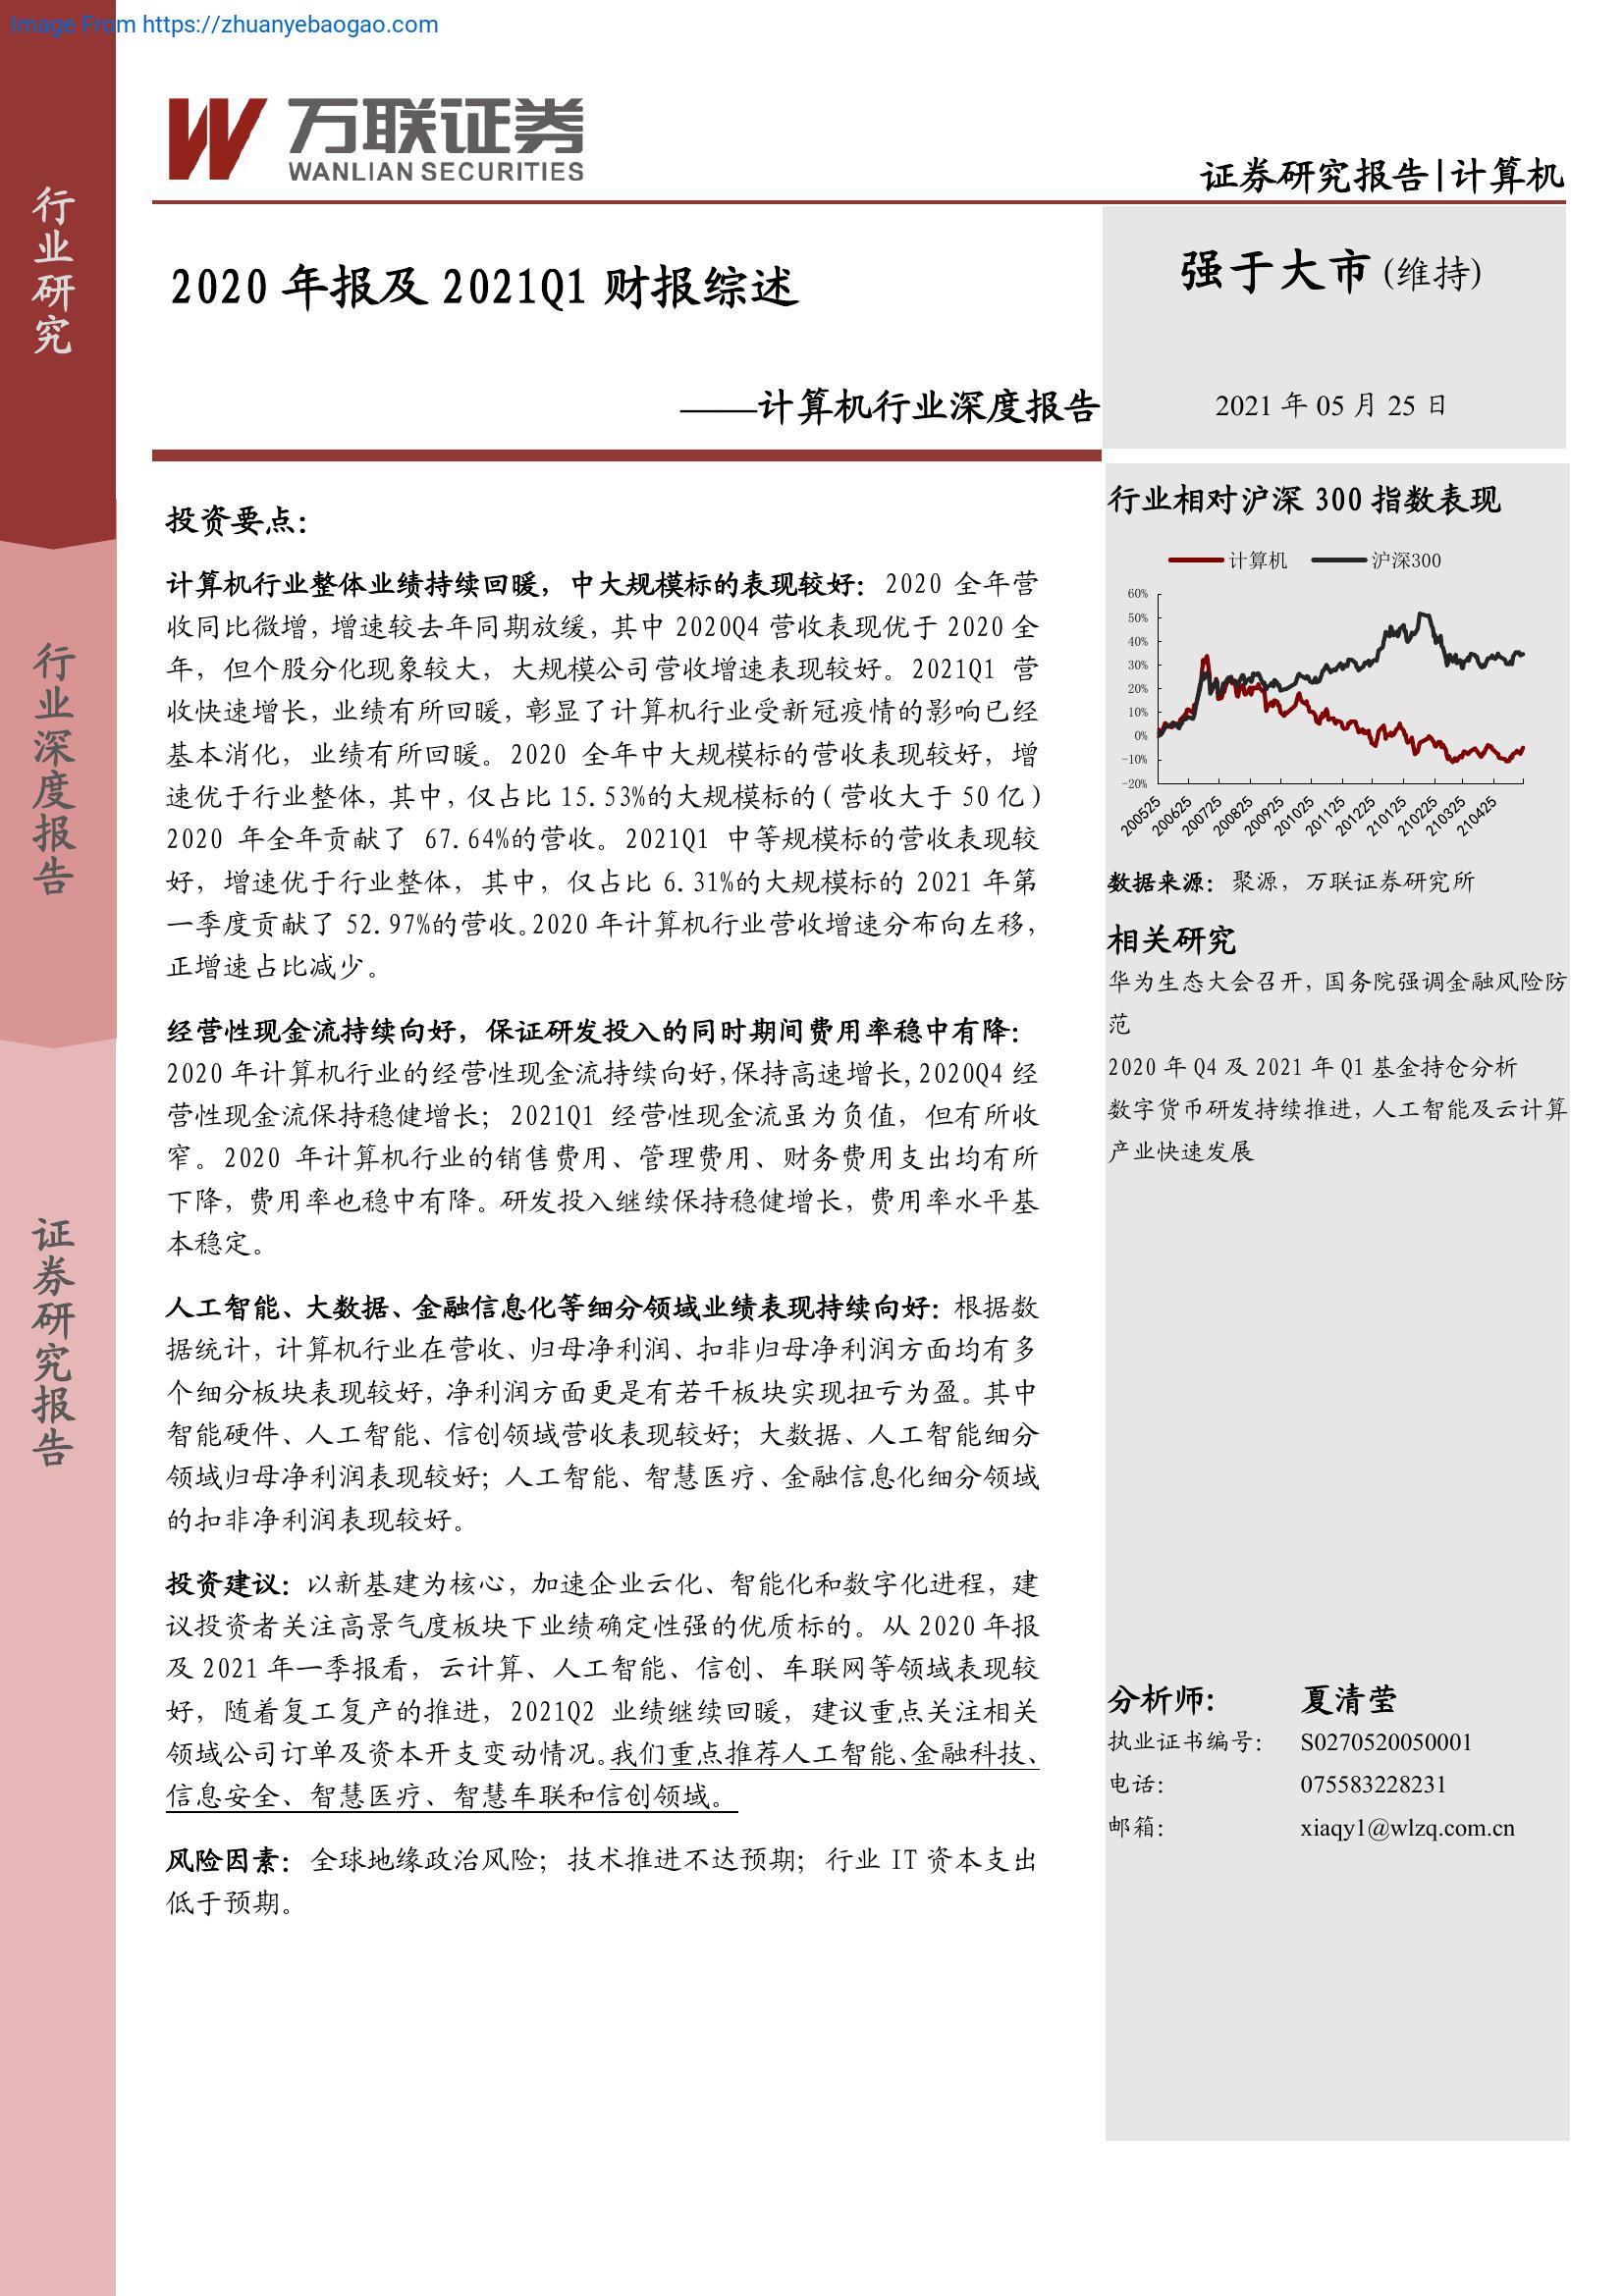 Image From https://zhuanyebaogao.com
万联证券
WANLIAN SECURITIES
证券研究报告|计算机
行业研究
行业深度报告
证券研究报告
2020 年报及 2021Q1 财报综述
——计算机行业深度报告
强于大市 (维持)
2021 年 05 月 25 日
投资要点:
计算机行业整体业绩持续回暖，中大规模标的表现较好：2020 全年营
收同比微增，增速较去年同期放缓，其中 2020Q4 营收表现优于 2020 全
年，但个股分化现象较大，大规模公司营收增速表现较好。2021Q1 营
收快速增长，业绩有所回暖，彰显了计算机行业受新冠疫情的影响已经
基本消化，业绩有所回暖。2020 全年中大规模标的营收表现较好，增
速优于行业整体，其中，仅占比 15.53%的大规模标的（营收大于 50 亿）
2020 年全年贡献了 67.64%的营收。2021Q1 中等规模标的营收表现较
好，增速优于行业整体，其中，仅占比 6.31%的大规模标的 2021 年第
一季度贡献了 52.97%的营收。2020 年计算机行业营收增速分布向左移，
正增速占比减少。
经营性现金流持续向好，保证研发投入的同时期间费用率稳中有降：
2020 年计算机行业的经营性现金流持续向好，保持高速增长，2020Q4 经
营性现金流保持稳健增长；2021Q1 经营性现金流虽为负值，但有所收
窄。2020 年计算机行业的销售费用、管理费用、财务费用支出均有所
下降，费用率也稳中有降。研发投入继续保持稳健增长，费用率水平基
本稳定。
人工智能、大数据、金融信息化等细分领域业绩表现持续向好：根据数
据统计，计算机行业在营收、归母净利润、扣非归母净利润方面均有多
个细分板块表现较好，净利润方面更是有若干板块实现扭亏为盈。其中
智能硬件、人工智能、信创领域营收表现较好；大数据、人工智能细分
领域归母净利润表现较好；人工智能、智慧医疗、金融信息化细分领域
的扣非净利润表现较好。
投资建议：以新基建为核心，加速企业云化、智能化和数字化进程，建
议投资者关注高景气度板块下业绩确定性强的优质标的。从 2020 年报
及 2021 年一季报看，云计算、人工智能、信创、车联网等领域表现较
好，随着复工复产的推进，2021Q2 业绩继续回暖，建议重点关注相关
领域公司订单及资本开支变动情况。我们重点推荐人工智能、金融科技、
信息安全、智慧医疗、智慧车联和信创领域。
风险因素：全球地缘政治风险；技术推进不达预期；行业 IT 资本支出
低于预期。
行业相对沪深 300 指数表现
计算机 沪深300
60%
50%
40%
30%
20%
10%
0%
-10%
-20%
200525 200625 200725 200825 200925 201025 201125 201225 210125 210225 210325 210425
数据来源：聚源，万联证券研究所
相关研究
华为生态大会召开，国务院强调金融风险防
范
2020 年 Q4 及 2021 年 Q1 基金持仓分析
数字货币研发持续推进，人工智能及云计算
产业快速发展
分析师: 夏清莹
执业证书编号: S0270520050001
电话: 075583228231
邮箱: xiaqy1@wlzq.com.cn